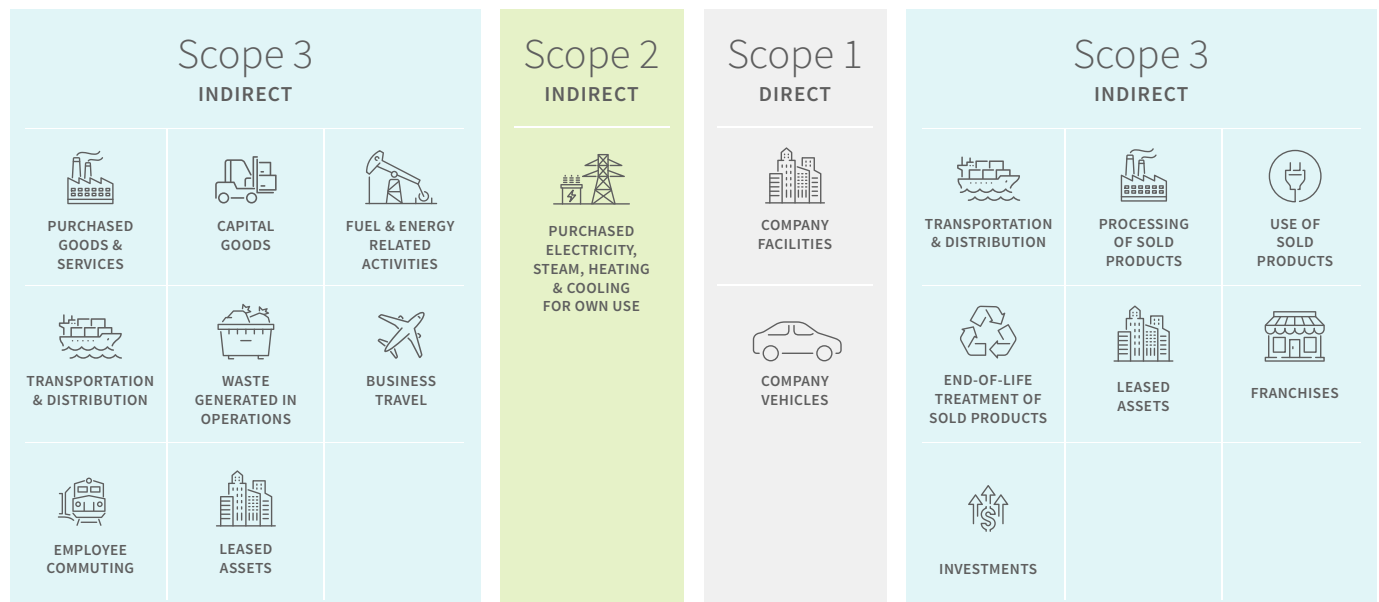 Scope 3
INDIRECT
PURCHASED
GOODS &
SERVICES
CAPITAL
GOODS
FUEL & ENERGY
RELATED
ACTIVITIES
TRANSPORTATION
& DISTRIBUTION
WASTE
GENERATED IN
OPERATIONS
BUSINESS
TRAVEL
EMPLOYEE
COMMUTING
LEASED
ASSETS
Scope 2
INDIRECT
PURCHASED
ELECTRICITY,
STEAM, HEATING
& COOLING
FOR OWN USE
Scope 1
DIRECT
COMPANY
FACILITIES
COMPANY
VEHICLES
Scope 3
INDIRECT
TRANSPORTATION
& DISTRIBUTION
PROCESSING
OF SOLD
PRODUCTS
USE OF
SOLD
PRODUCTS
END-OF-LIFE
TREATMENT OF
SOLD PRODUCTS
LEASED
ASSETS
FRANCHISES
$
INVESTMENTS